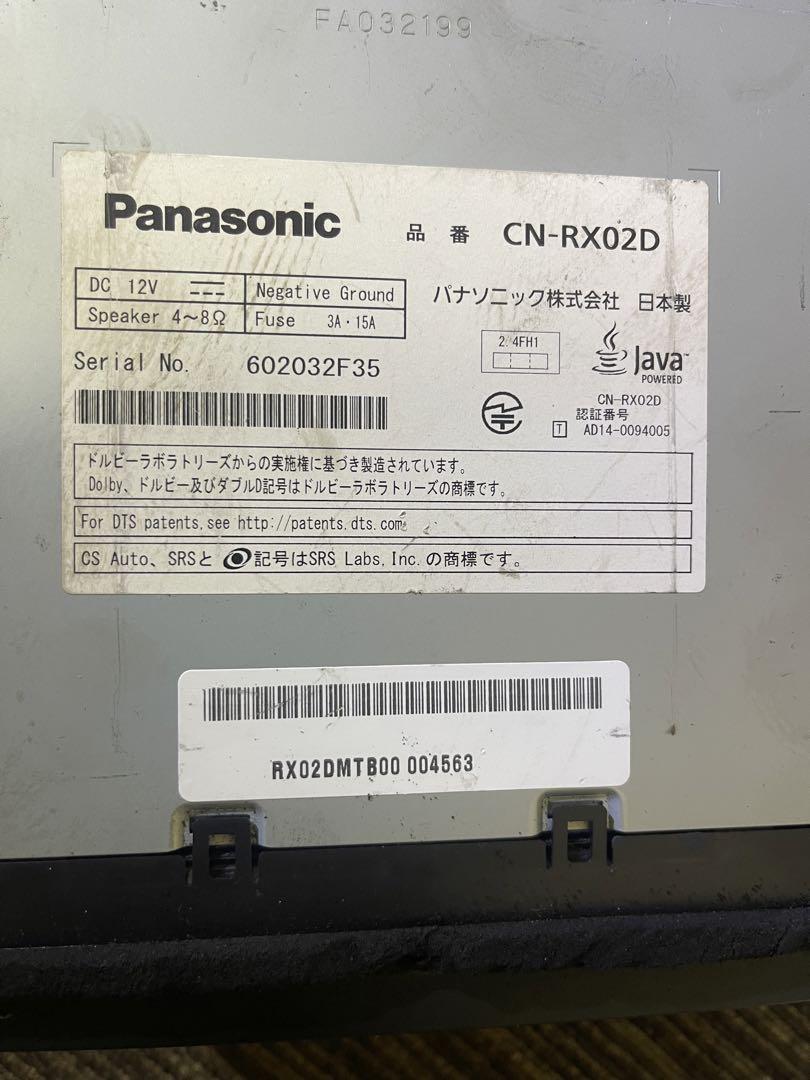 FA032199
Panasonic 品番 CN-RX02D
DC 12V Negative Ground
Speaker 4～8Ω Fuse 3A・15A
パナソニック株式会社 日本製
2.4FH1
Java™
POWERED
Serial No. 602032F35
CN-RX02D
認証番号
T AD14-0094005
ドルビーラボラトリーズからの実施権に基づき製造されています。
Dolby、ドルビー及びダブルD記号はドルビーラボラトリーズの商標です。
For DTS patents,see http://patents.dts.com.
CS Auto、SRSと 記号はSRS Labs,Inc.の商標です。
RX02DMTB00 004563